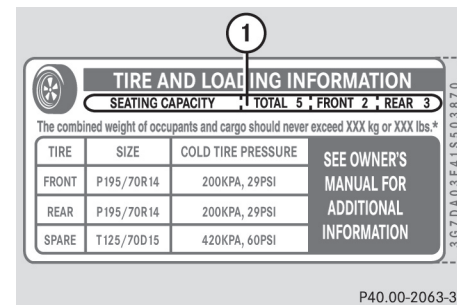 1
TIRE AND LOADING INFORMATION
SEATING CAPACITY TOTAL 5 FRONT 2 REAR 3
The combined weight of occupants and cargo should never exceed XXX kg or XXX lbs.*
TIRE SIZE COLD TIRE PRESSURE
FRONT P195/70R14 200KPA, 29PSI
REAR P195/70R14 200KPA, 29PSI
SPARE T125/70D15 420KPA, 60PSI
SEE OWNER'S
MANUAL FOR
ADDITIONAL
INFORMATION
3G7DA03E41S503870
P40.00-2063-3